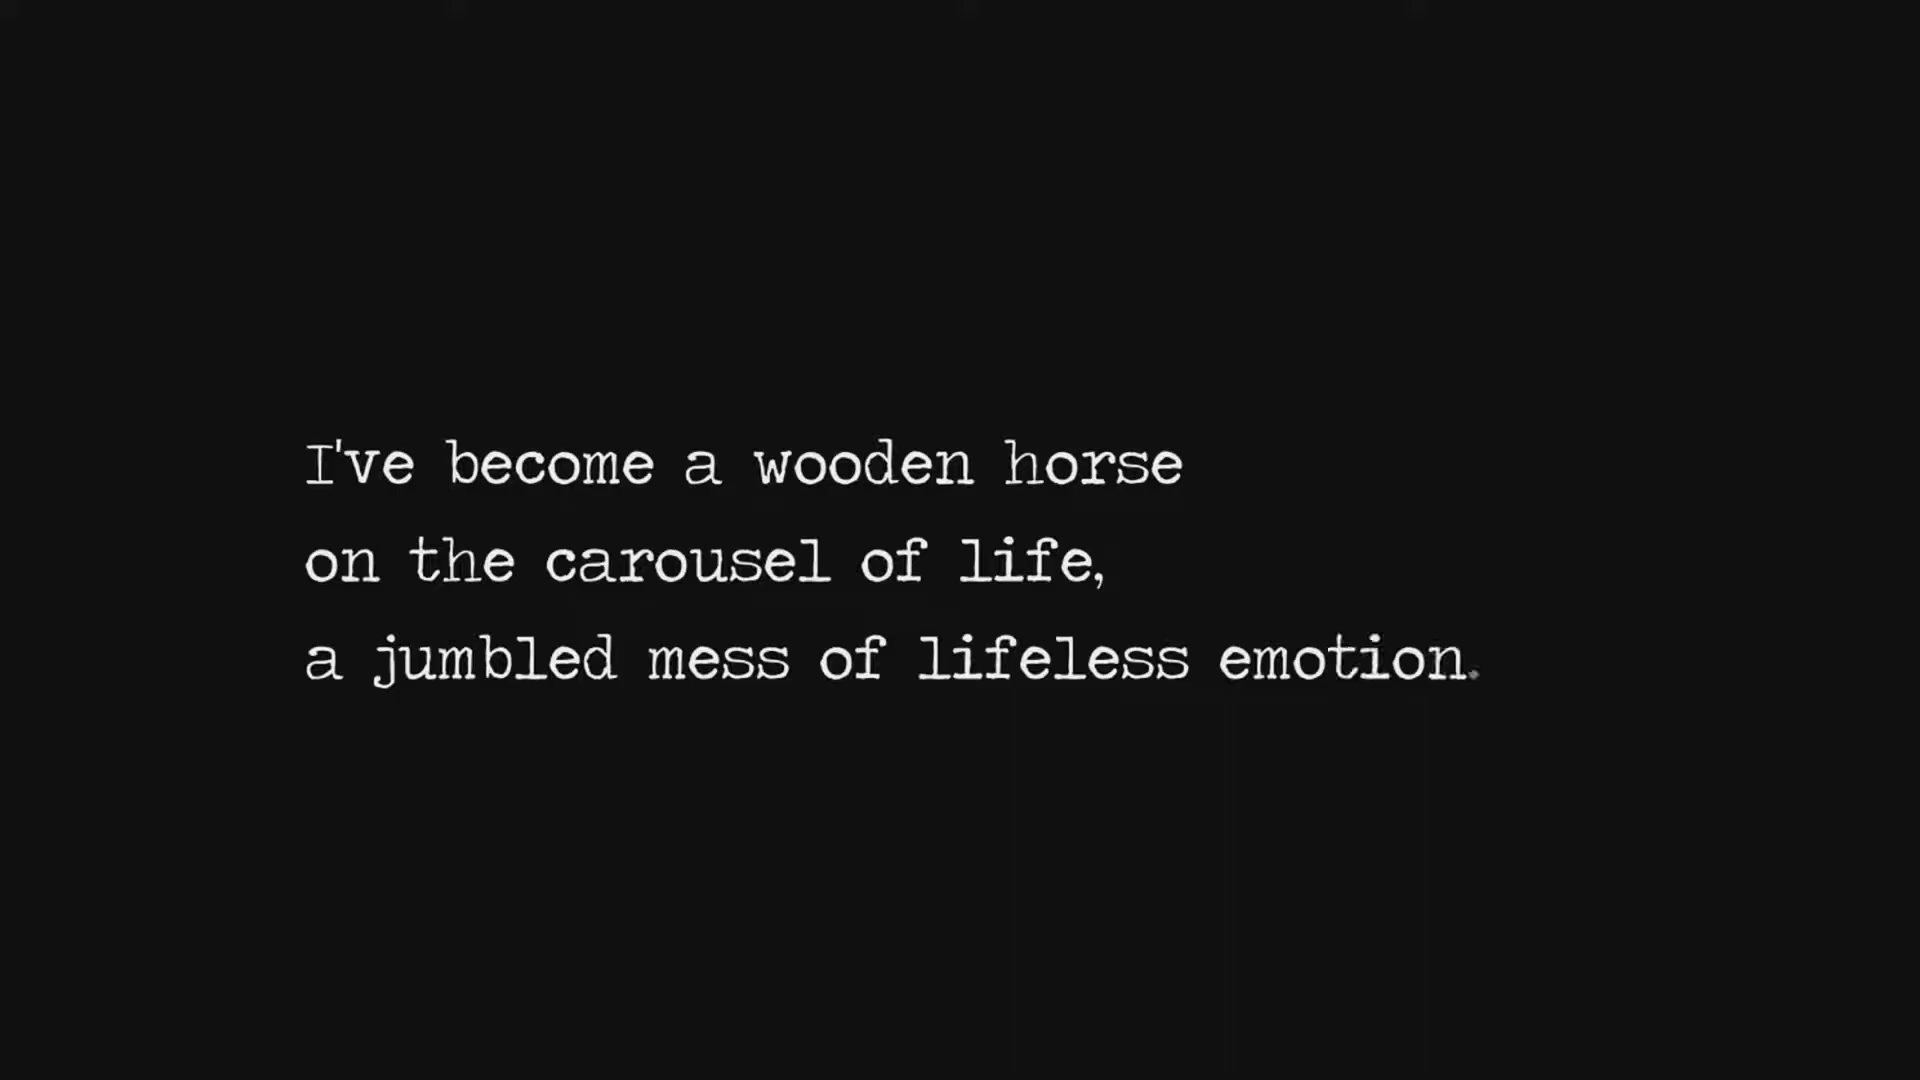 I've become a wooden horse
on the carousel of life,
a jumbled mess of lifeless emotion.